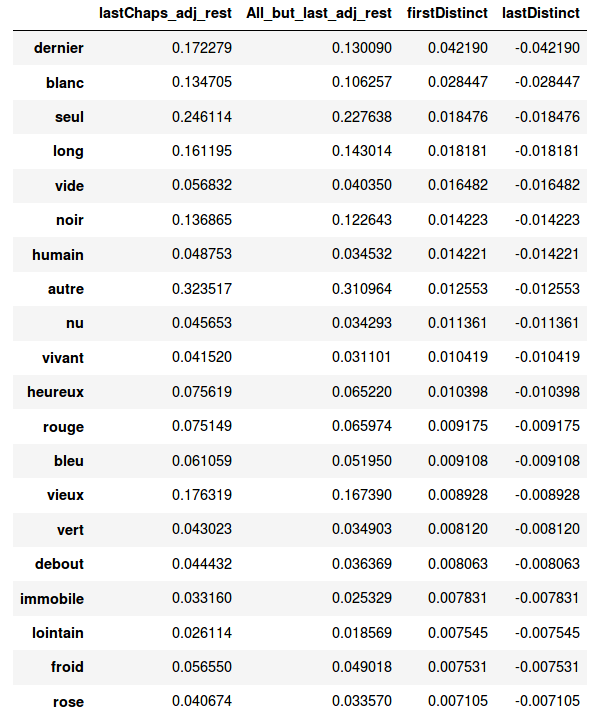 lastChaps_adj_rest All_but_last_adj_rest firstDistinct lastDistinct
dernier 0.172279 0.130090 0.042190 -0.042190
blanc 0.134705 0.106257 0.028447 -0.028447
seul 0.246114 0.227638 0.018476 -0.018476
long 0.161195 0.143014 0.018181 -0.018181
vide 0.056832 0.040350 0.016482 -0.016482
noir 0.136865 0.122643 0.014223 -0.014223
humain 0.048753 0.034532 0.014221 -0.014221
autre 0.323517 0.310964 0.012553 -0.012553
nu 0.045653 0.034293 0.011361 -0.011361
vivant 0.041520 0.031101 0.010419 -0.010419
heureux 0.075619 0.065220 0.010398 -0.010398
rouge 0.075149 0.065974 0.009175 -0.009175
bleu 0.061059 0.051950 0.009108 -0.009108
vieux 0.176319 0.167390 0.008928 -0.008928
vert 0.043023 0.034903 0.008120 -0.008120
debout 0.044432 0.036369 0.008063 -0.008063
immobile 0.033160 0.025329 0.007831 -0.007831
lointain 0.026114 0.018569 0.007545 -0.007545
froid 0.056550 0.049018 0.007531 -0.007531
rose 0.040674 0.033570 0.007105 -0.007105